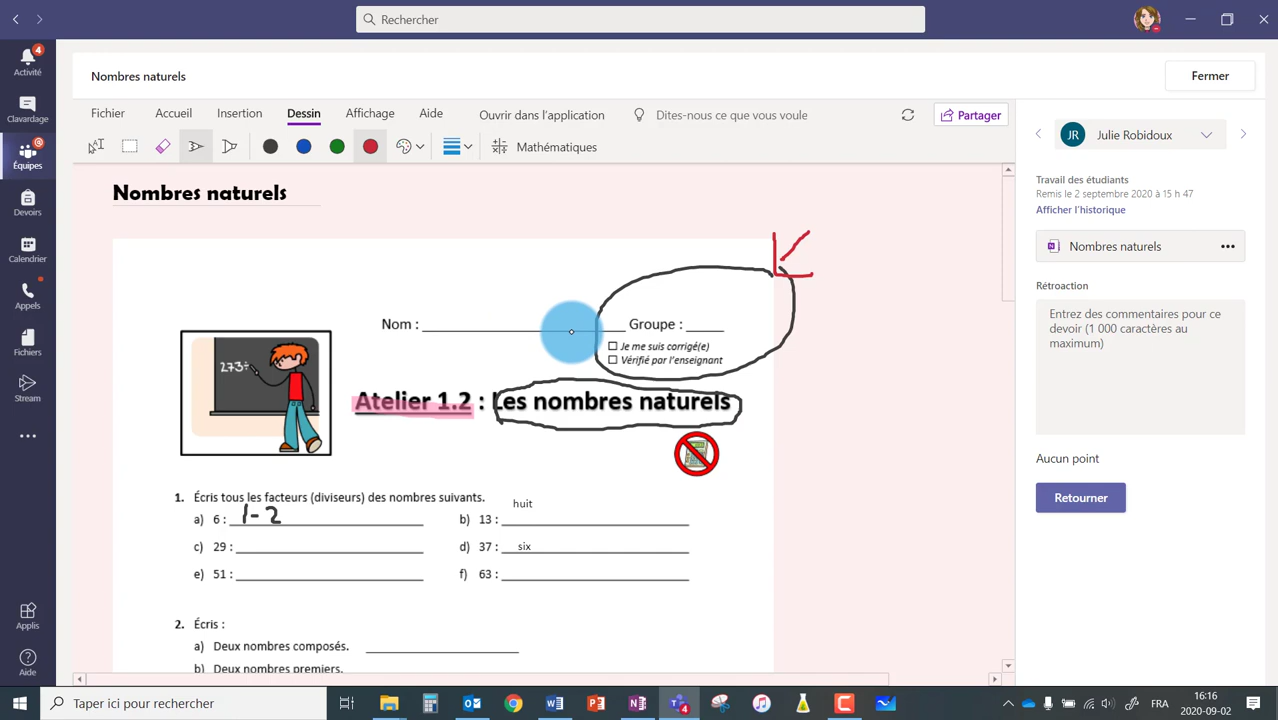 Rechercher
4
Activité
Clavardage
Équipes
Devoirs
Calendrier
Appels
Fichiers
Stream
Applis
Aide
Nombres naturels
Fermer
Fichier Accueil Insertion Dessin Affichage Aide Ouvrir dans l'application Dites-nous ce que vous voule Partager
Mathématiques
Nombres naturels
Nom : Groupe :
Je me suis corrigé(e)
Vérifié par l'enseignant
273÷
Atelier 1.2 : Les nombres naturels
1. Écris tous les facteurs (diviseurs) des nombres suivants.
huit
a) 6 : 1-2 b) 13 :
c) 29 : d) 37 : six
e) 51 : f) 63 :
2. Écris :
a) Deux nombres composés.
b) Deux nombres premiers.
JR Julie Robidoux
Travail des étudiants
Remis le 2 septembre 2020 à 15 h 47
Afficher l'historique
Nombres naturels
Rétroaction
Entrez des commentaires pour ce
devoir (1 000 caractères au
maximum)
Aucun point
Retourner
Taper ici pour rechercher
4
FRA
16:16
2020-09-02